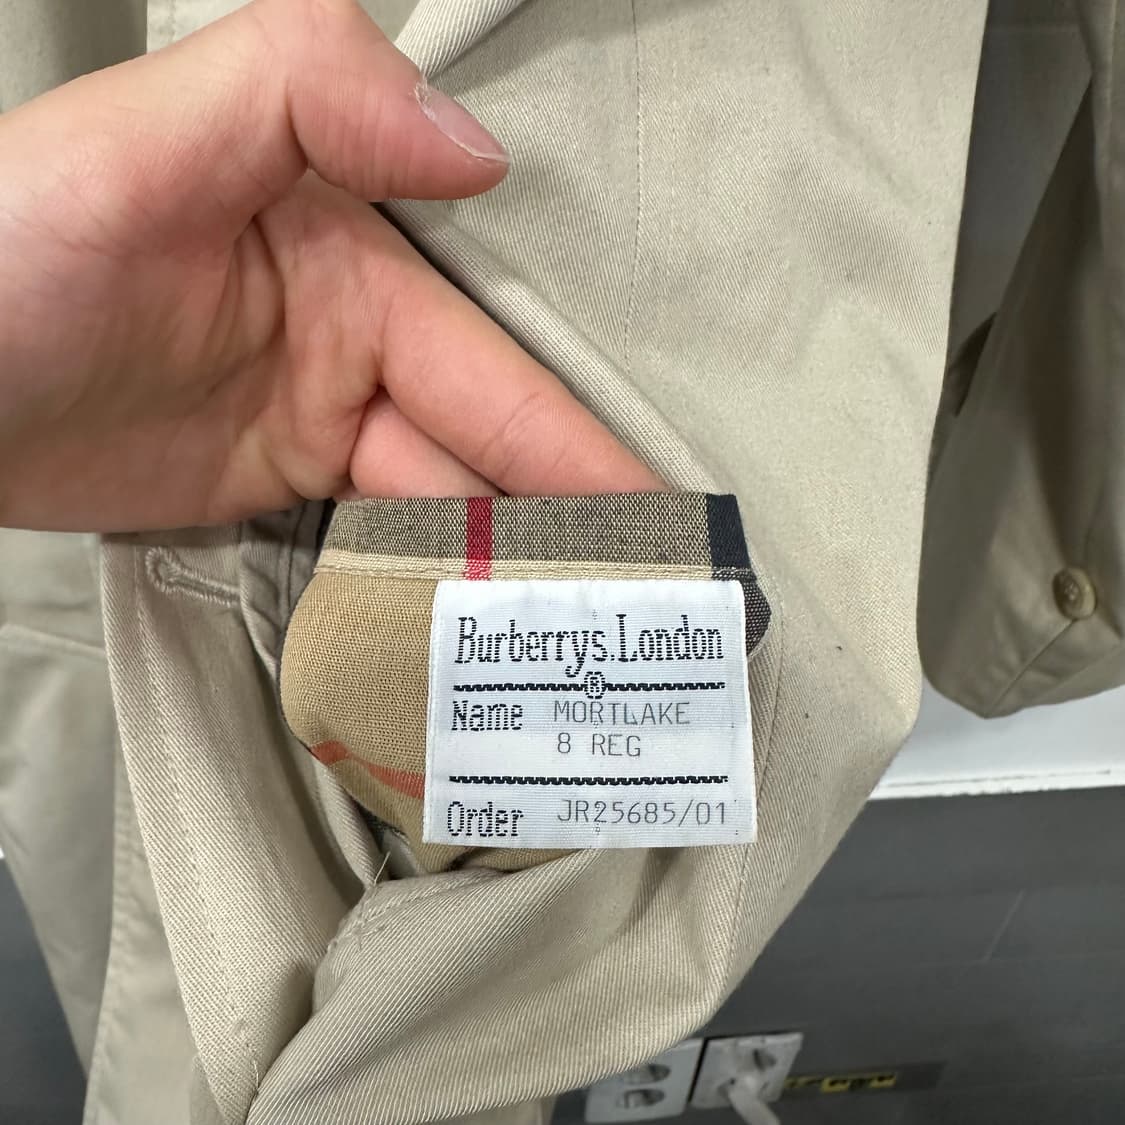 Burberrys.London
®
Name MORTLAKE
8 REG
Order JR25685/01